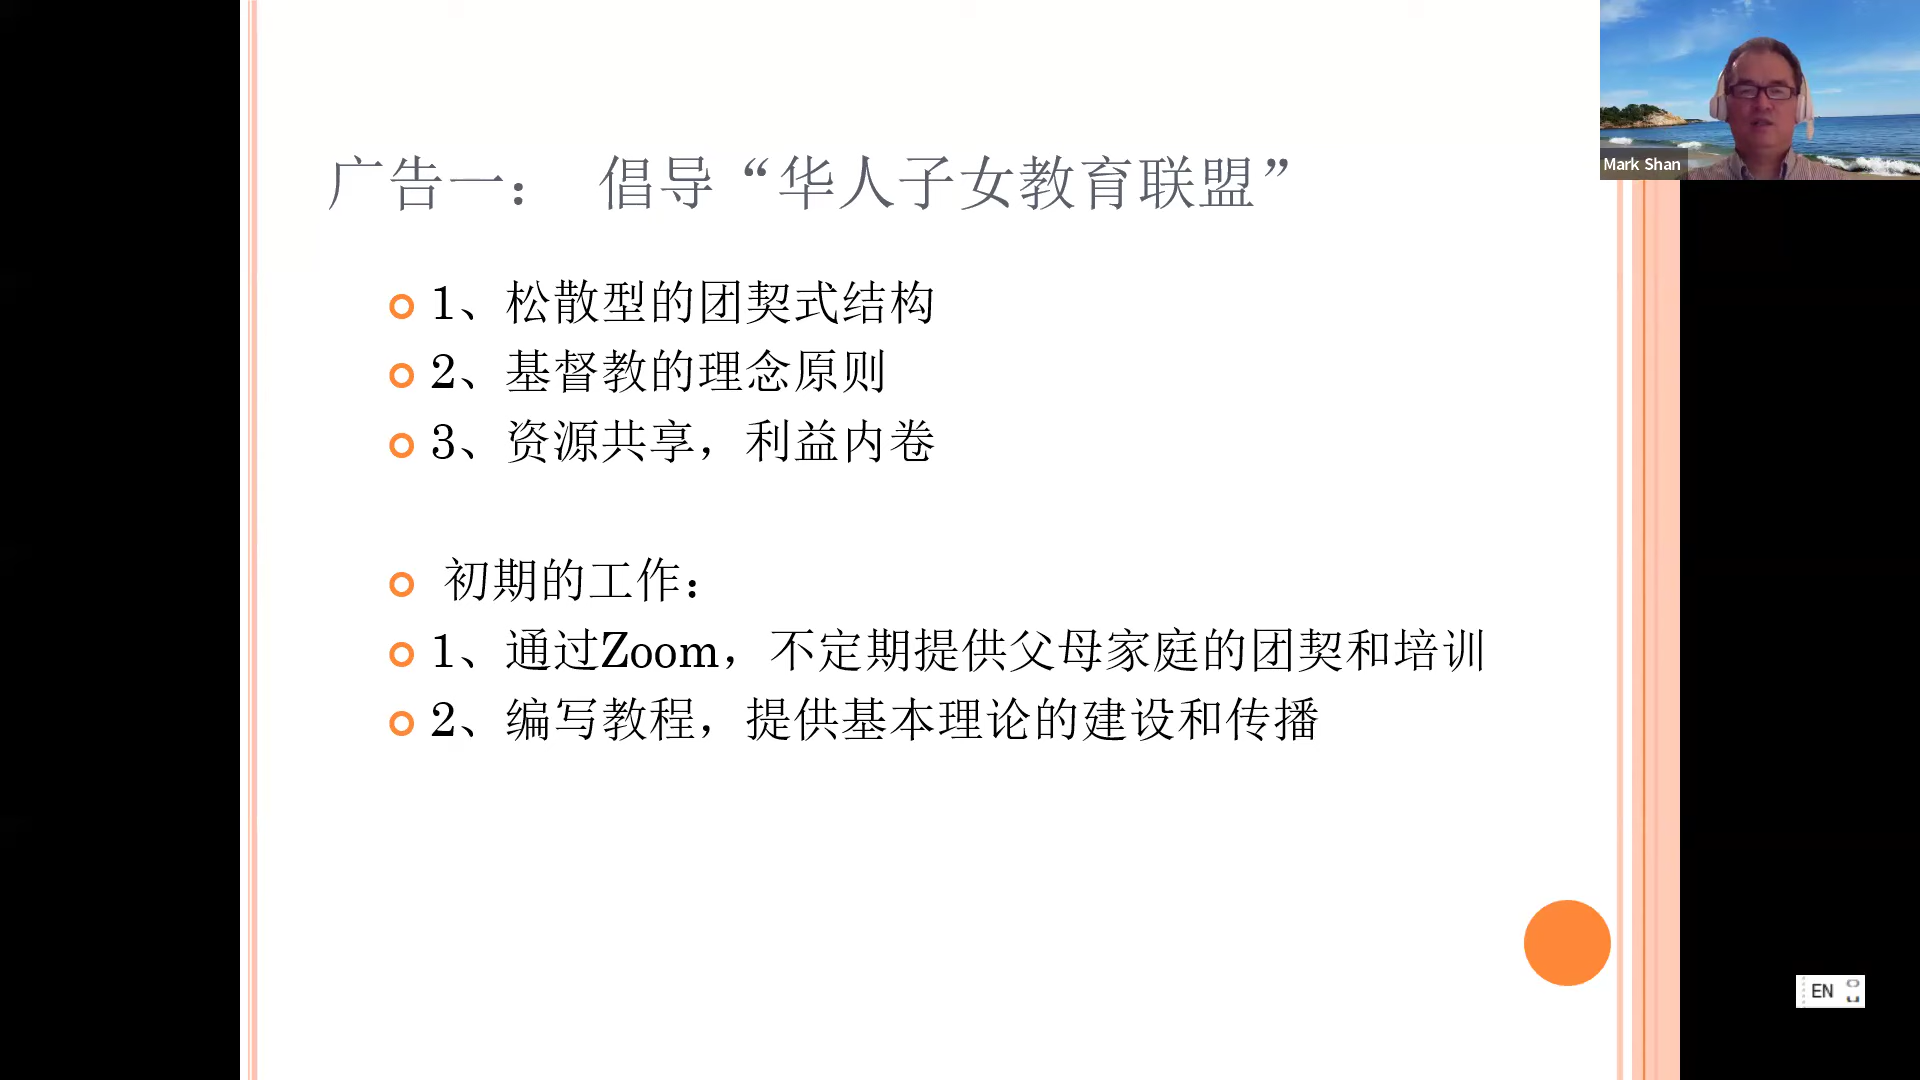 广告一： 倡导“华人子女教育联盟”
1、松散型的团契式结构
2、基督教的理念原则
3、资源共享，利益内卷
初期的工作：
1、通过Zoom，不定期提供父母家庭的团契和培训
2、编写教程，提供基本理论的建设和传播
Mark Shan
EN